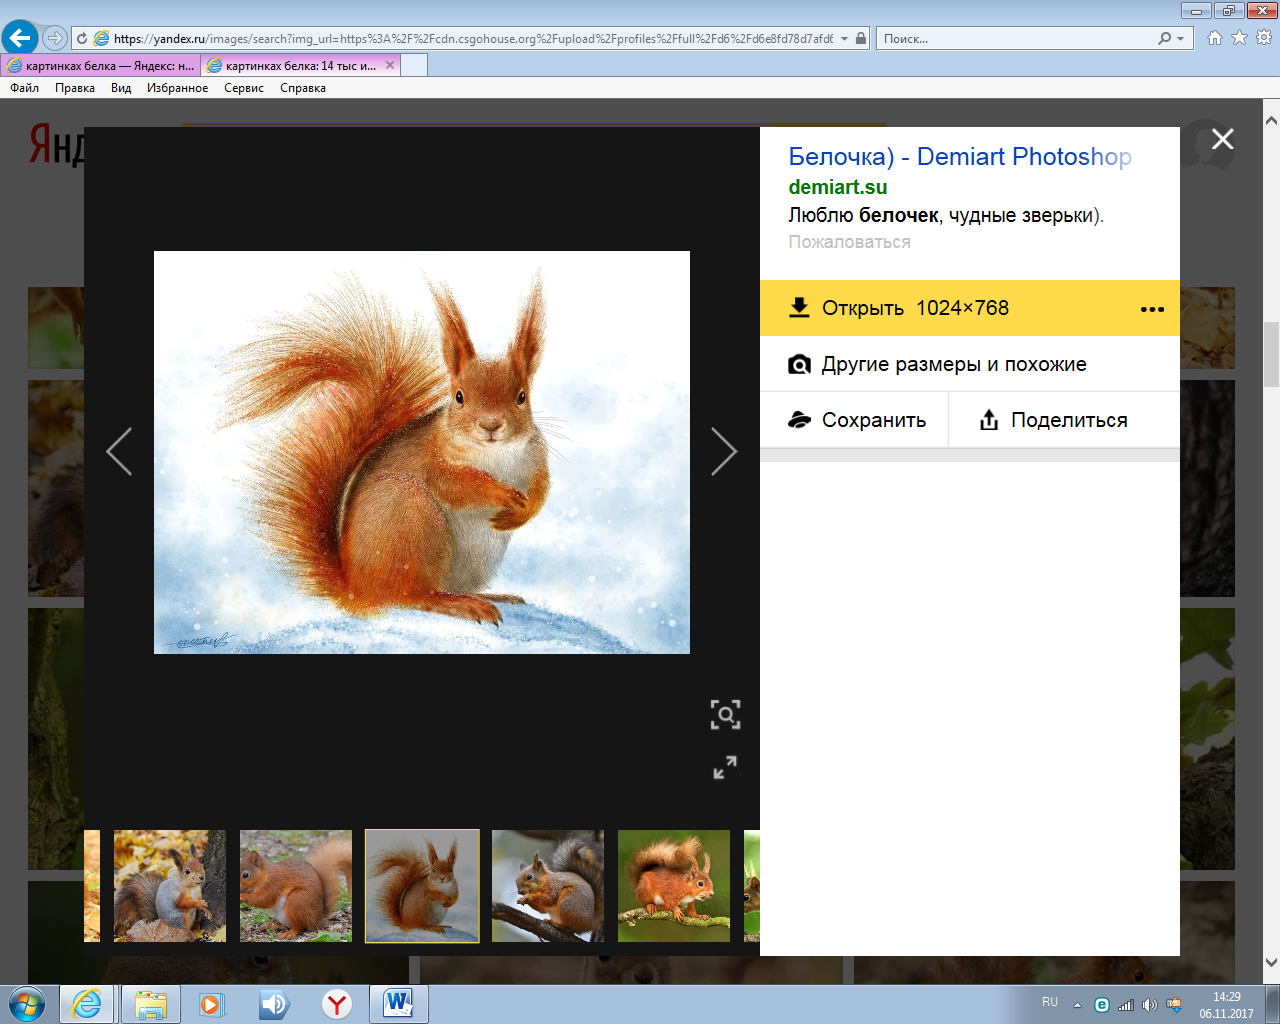 https://yandex.ru/images/search?img_url=https%3A%2F%2Fcdn.csgohouse.org%2Fupload%2Fprofiles%2Ffull%2Fd6%2Fd6e8fd78d7afd6
Поиск...
картинках белка — Яндекс: н...
картинках белка: 14 тыс и...
Файл Правка Вид Избранное Сервис Справка
Янд
Белочка) - Demiart Photoshop
demiart.su
Люблю белочек, чудные зверьки).
Пожаловаться
Открыть 1024×768
Другие размеры и похожие
Сохранить
Поделиться
RU
14:29
06.11.2017